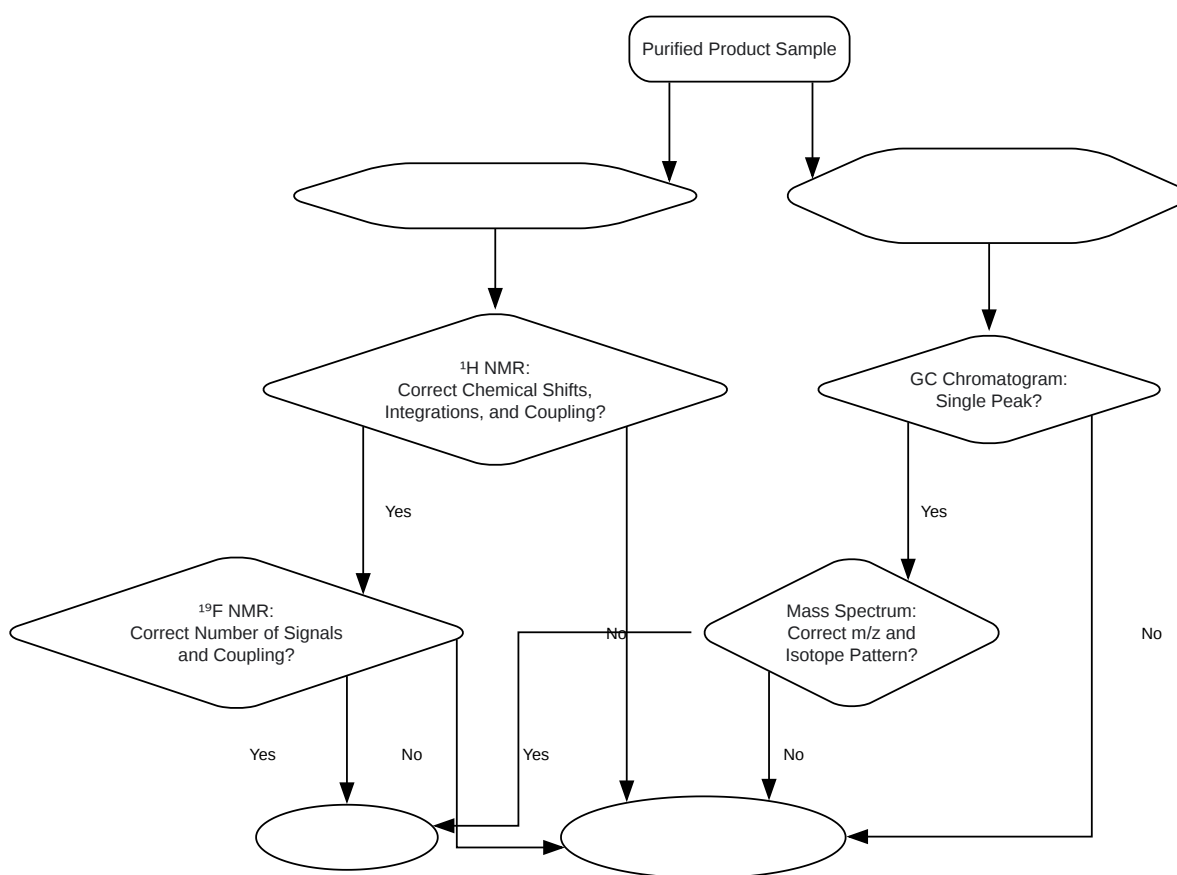 Purified Product Sample
¹H NMR:
Correct Chemical Shifts,
Integrations, and Coupling?
GC Chromatogram:
Single Peak?
Yes
Yes
¹⁹F NMR:
Correct Number of Signals
and Coupling?
No
Mass Spectrum:
Correct m/z and
Isotope Pattern?
No
Yes
No
Yes
No